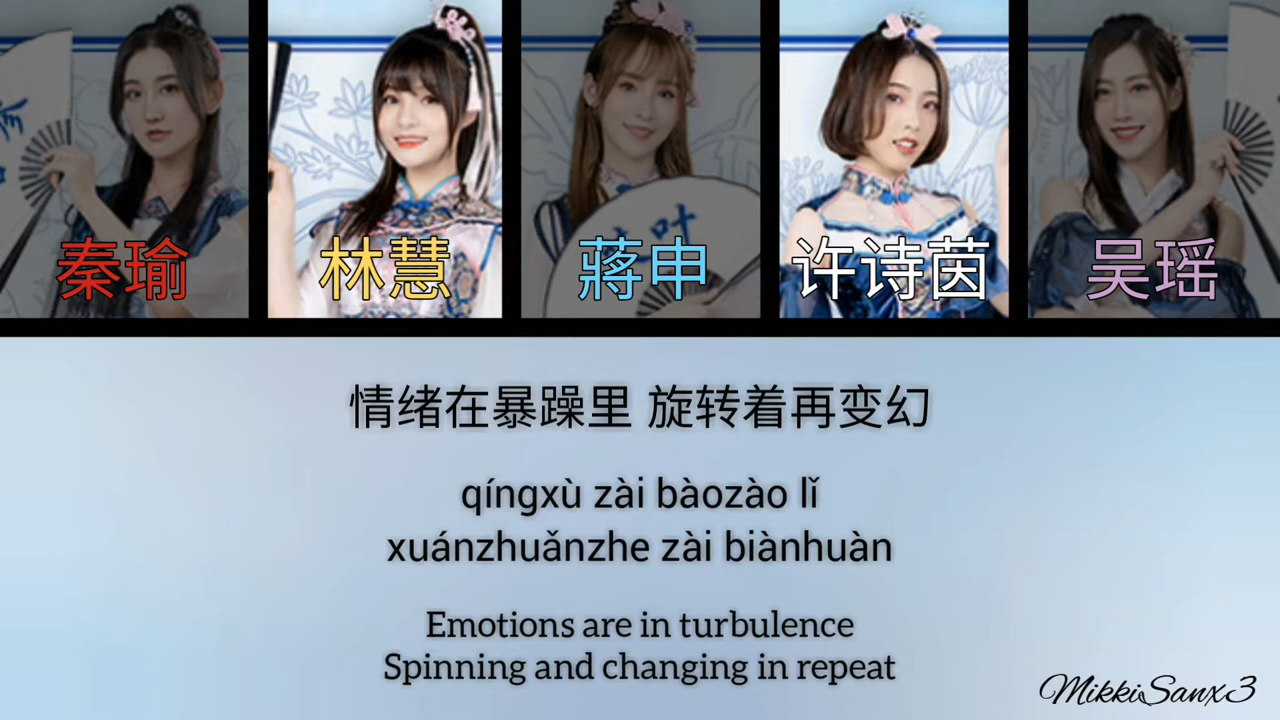 秦瑜
林慧
蔣申
许诗茵
吴瑶
叶
情绪在暴躁里 旋转着再变幻
qíngxù zài bàozào lǐ
xuánzhuǎnzhe zài biànhuàn
Emotions are in turbulence
Spinning and changing in repeat
MikkiSanx3